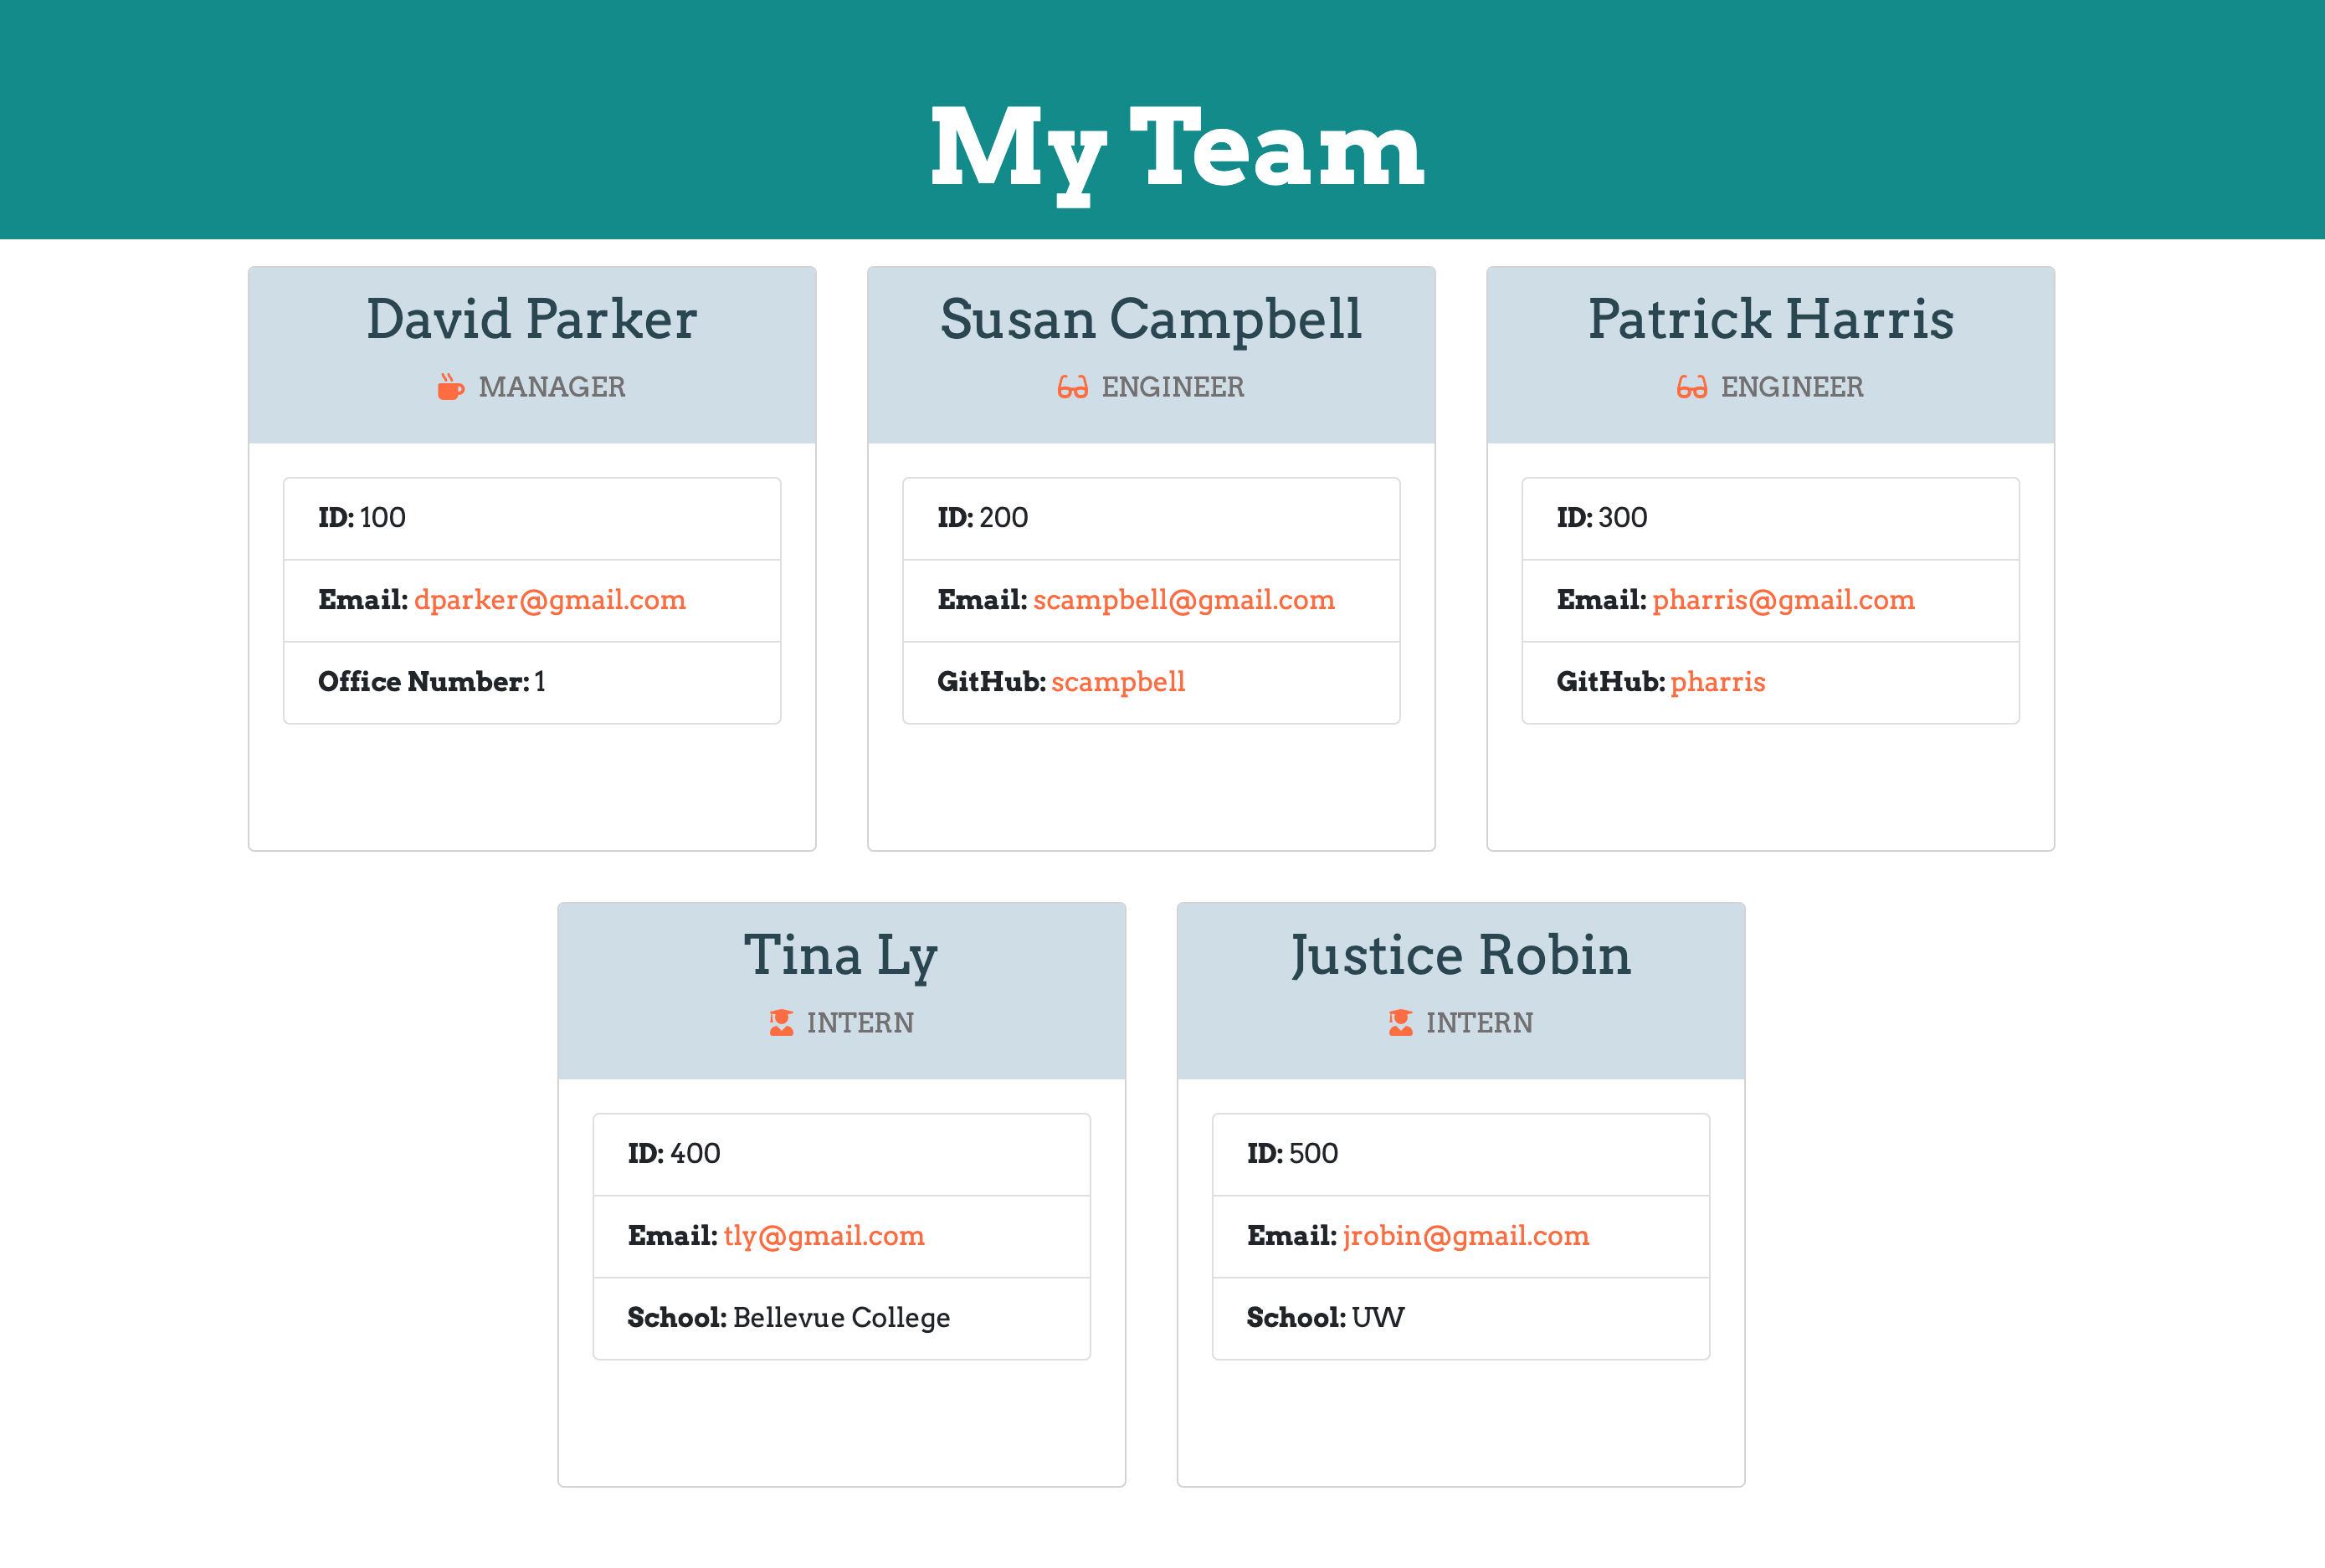 My Team
David Parker
MANAGER
ID: 100
Email: dparker@gmail.com
Office Number: 1
Susan Campbell
ENGINEER
ID: 200
Email: scampbell@gmail.com
GitHub: scampbell
Patrick Harris
ENGINEER
ID: 300
Email: pharris@gmail.com
GitHub: pharris
Tina Ly
INTERN
ID: 400
Email: tly@gmail.com
School: Bellevue College
Justice Robin
INTERN
ID: 500
Email: jrobin@gmail.com
School: UW